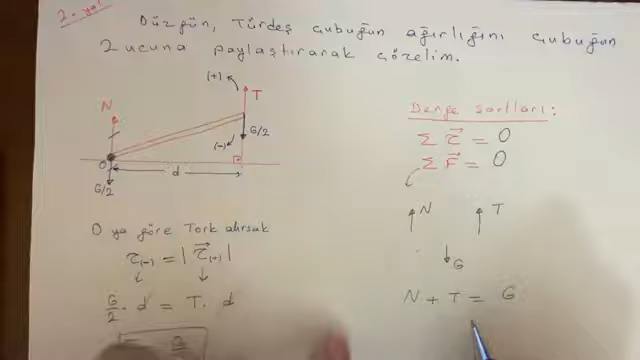 2. yol
Düzgün, Türdeş çubuğun ağırlığını çubuğun
2 ucuna paylaştırarak çözelim.
(+)
N
T
G/2
(-)
O
d
G/2
Denge şartları:
Σ τ⃗ = 0
Σ F⃗ = 0
N
T
G
N + T = G
O ya göre Tork alırsak
τ(-) = |τ⃗(+)|
G/2 . d = T . d